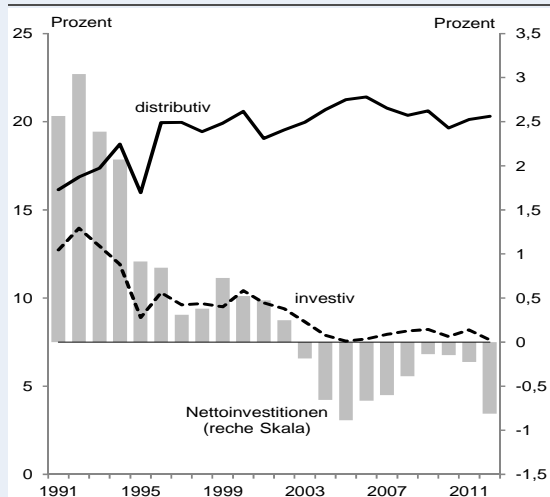 Prozent Prozent
25 3,5
3
20 2,5
2
15 1,5
1
10 0,5
0
5 -0,5
-1
0 -1,5
distributiv
investiv
Nettoinvestitionen
(reche Skala)
1991 1995 1999 2003 2007 2011